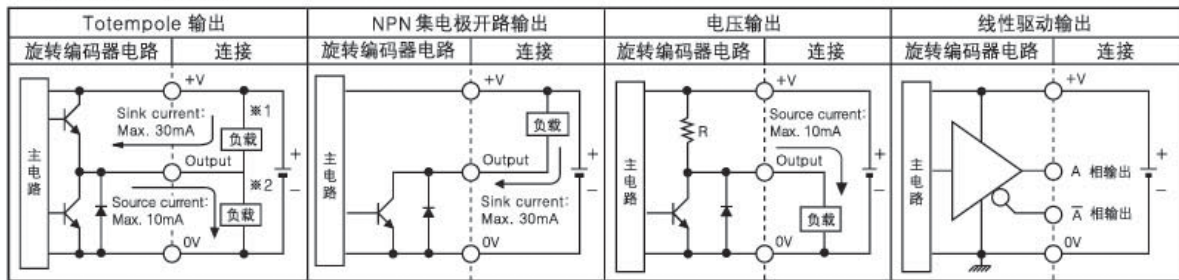 Totempole 输出
旋转编码器电路
连接
+V
Sink current:
Max. 30mA
※1
负载
主电路
Output
※2
Source current:
Max. 10mA
负载
0V
+
−
NPN 集电极开路输出
旋转编码器电路
连接
+V
负载
主电路
Output
Sink current:
Max. 30mA
0V
+
−
电压输出
旋转编码器电路
连接
+V
R
Source current:
Max. 10mA
主电路
Output
负载
0V
+
−
线性驱动输出
旋转编码器电路
连接
+V
主电路
A 相输出
A̅ 相输出
0V
+
−